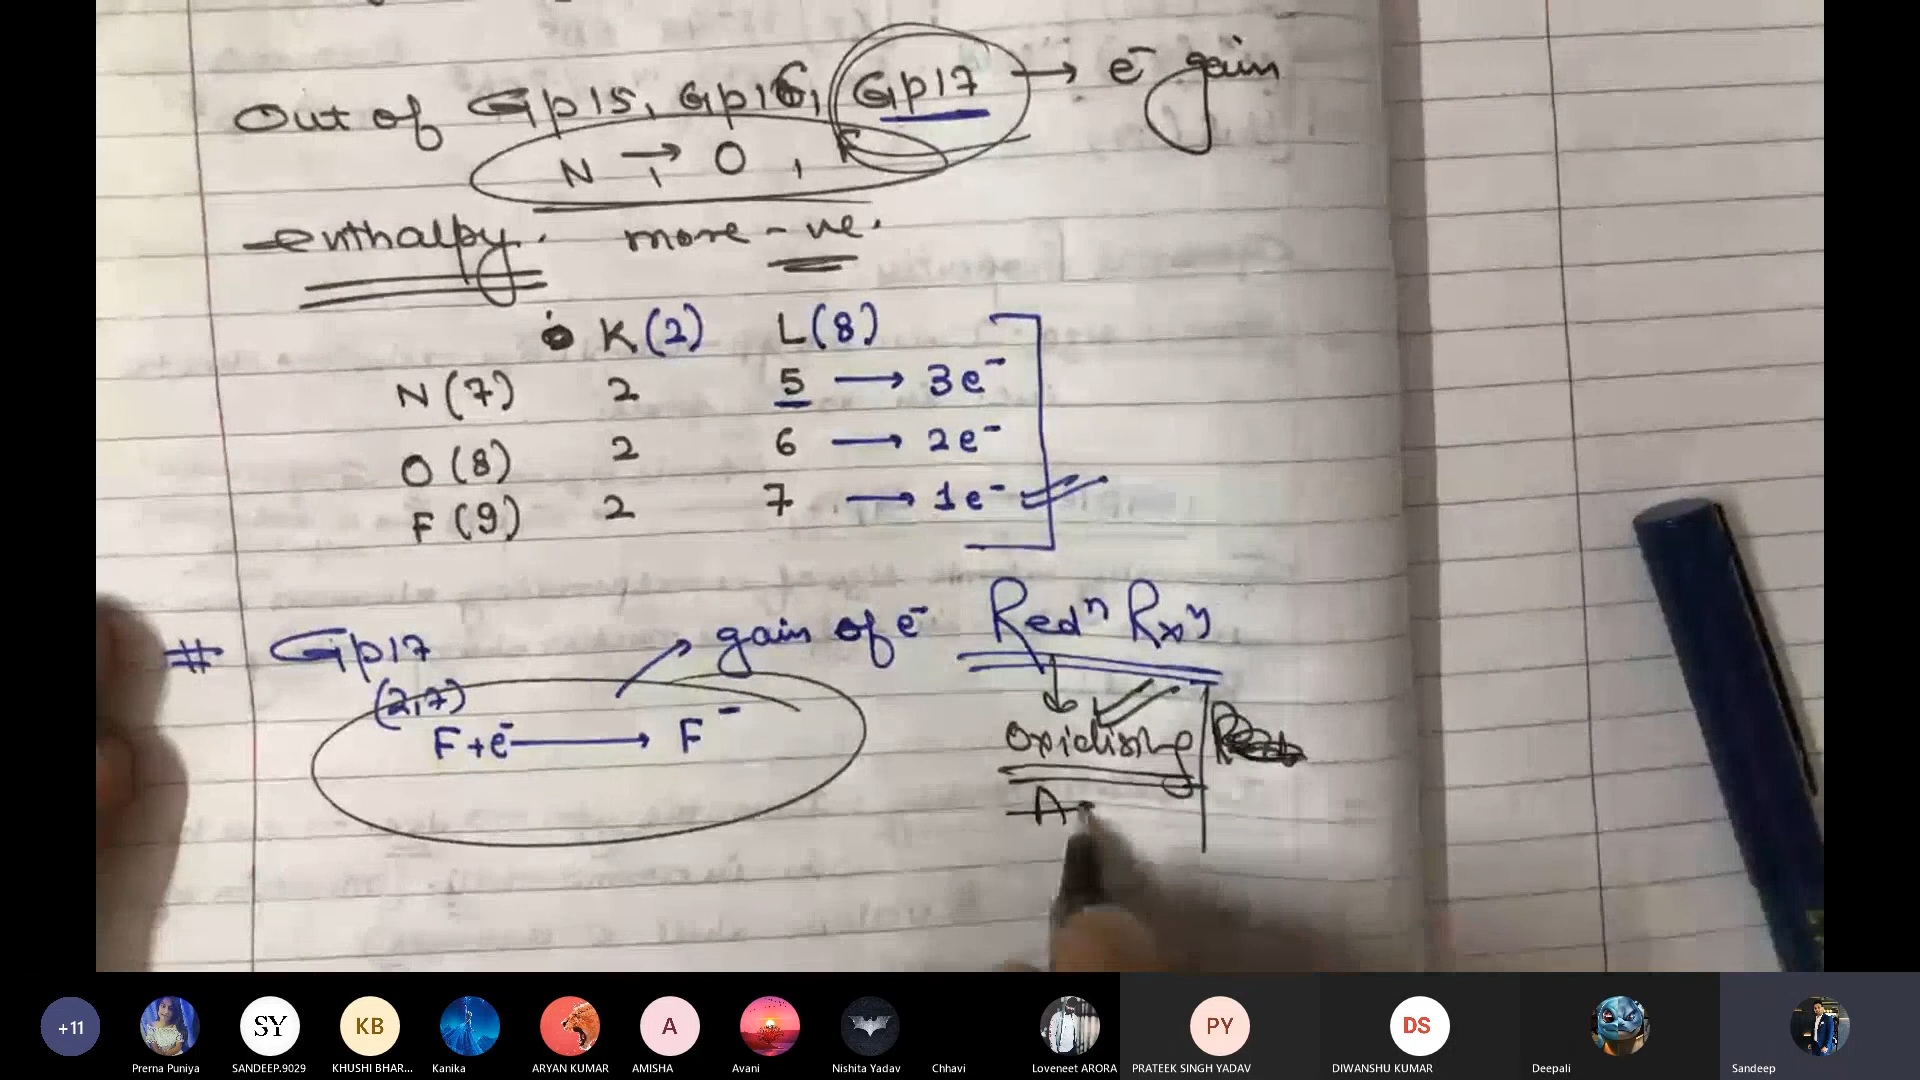 Out of Gp15, Gp16, Gp17 → e⁻ gain
N → O , F
enthalpy. more -ve.
K(2) L(8)
N (7) 2 5 → 3e⁻
O (8) 2 6 → 2e⁻
F (9) 2 7 → 1e⁻
# Gp17 gain of e⁻ Redⁿ Rxⁿ
(2,7)
F + e⁻ → F⁻
oxidising
A
+11
SY
KB
A
PY
DS
Prerna Puniya
SANDEEP.9029
KHUSHI BHAR...
Kanika
ARYAN KUMAR
AMISHA
Avani
Nishita Yadav
Chhavi
Loveneet ARORA
PRATEEK SINGH YADAV
DIWANSHU KUMAR
Deepali
Sandeep